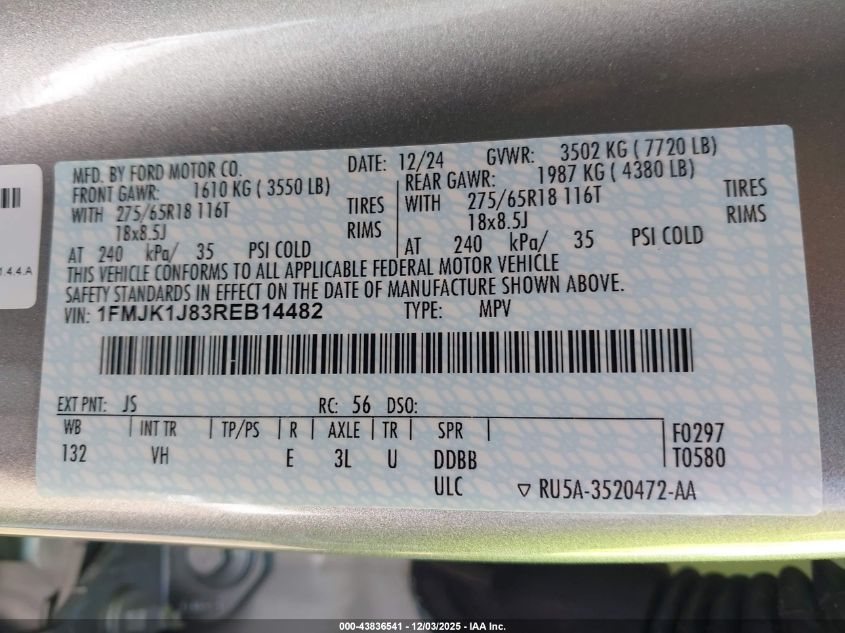 MFD. BY FORD MOTOR CO. DATE: 12/24 GVWR: 3502 KG ( 7720 LB)
FRONT GAWR: 1610 KG ( 3550 LB) REAR GAWR: 1987 KG ( 4380 LB)
WITH 275/65R18 116T TIRES WITH 275/65R18 116T TIRES
18x8.5J RIMS 18x8.5J RIMS
AT 240 kPa/ 35 PSI COLD AT 240 kPa/ 35 PSI COLD
THIS VEHICLE CONFORMS TO ALL APPLICABLE FEDERAL MOTOR VEHICLE
SAFETY STANDARDS IN EFFECT ON THE DATE OF MANUFACTURE SHOWN ABOVE.
VIN: 1FMJK1J83REB14482 TYPE: MPV
EXT PNT: JS RC: 56 DSO:
WB INT TR TP/PS R AXLE TR SPR F0297
132 VH E 3L U DDBB T0580
ULC RU5A-3520472-AA
1.4.4.A
000-43836541 - 12/03/2025 - IAA Inc.